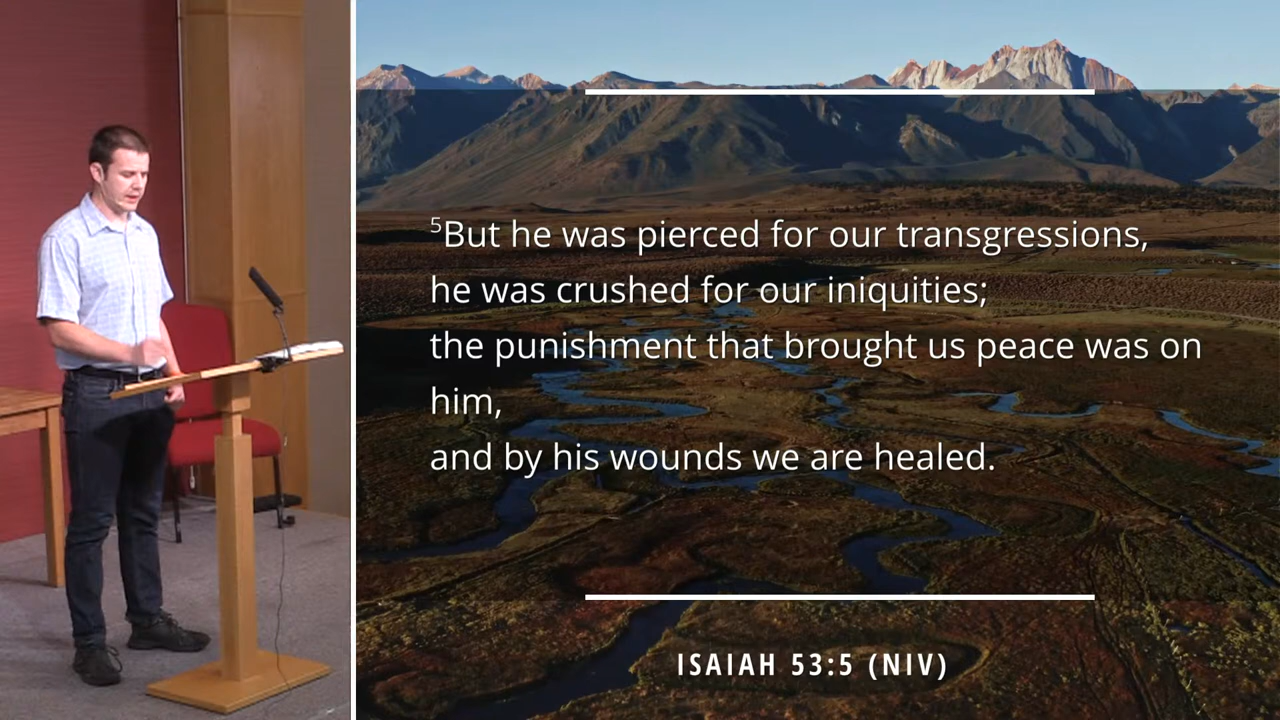 ⁵But he was pierced for our transgressions,
he was crushed for our iniquities;
the punishment that brought us peace was on
him,
and by his wounds we are healed.
ISAIAH 53:5 (NIV)